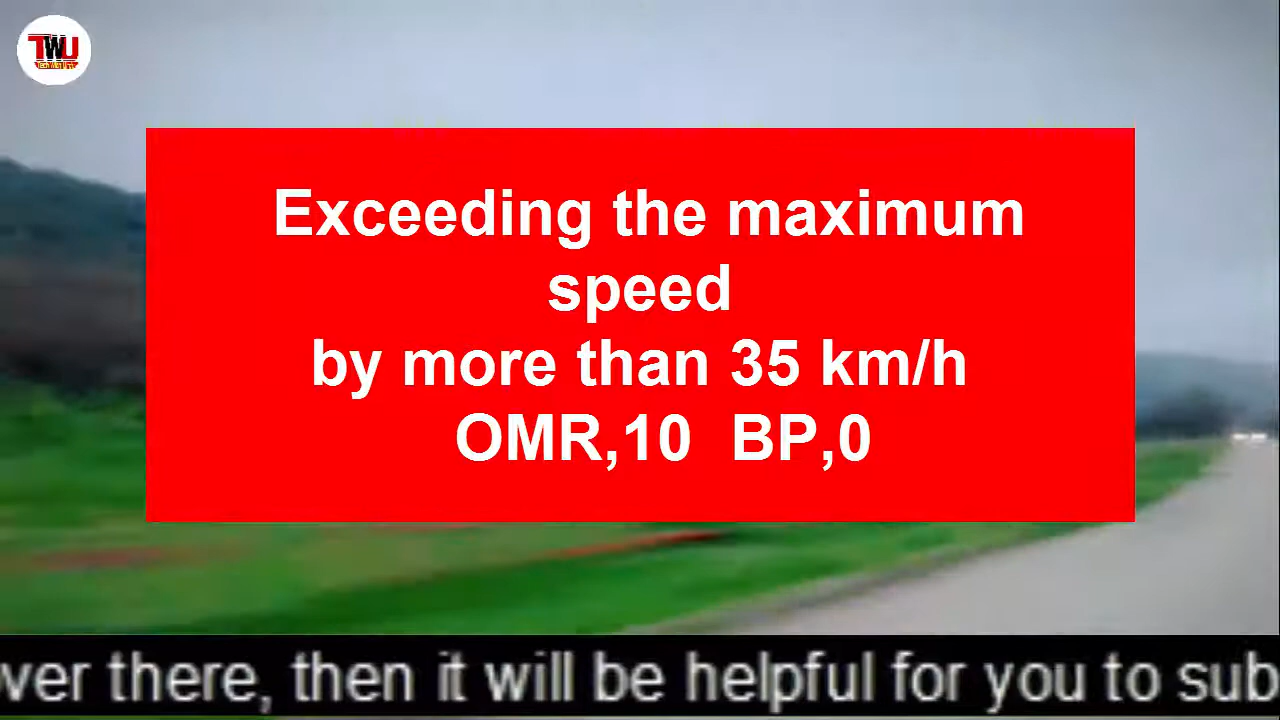 TWU
Exceeding the maximum
speed
by more than 35 km/h
OMR,10 BP,0
ver there, then it will be helpful for you to sub